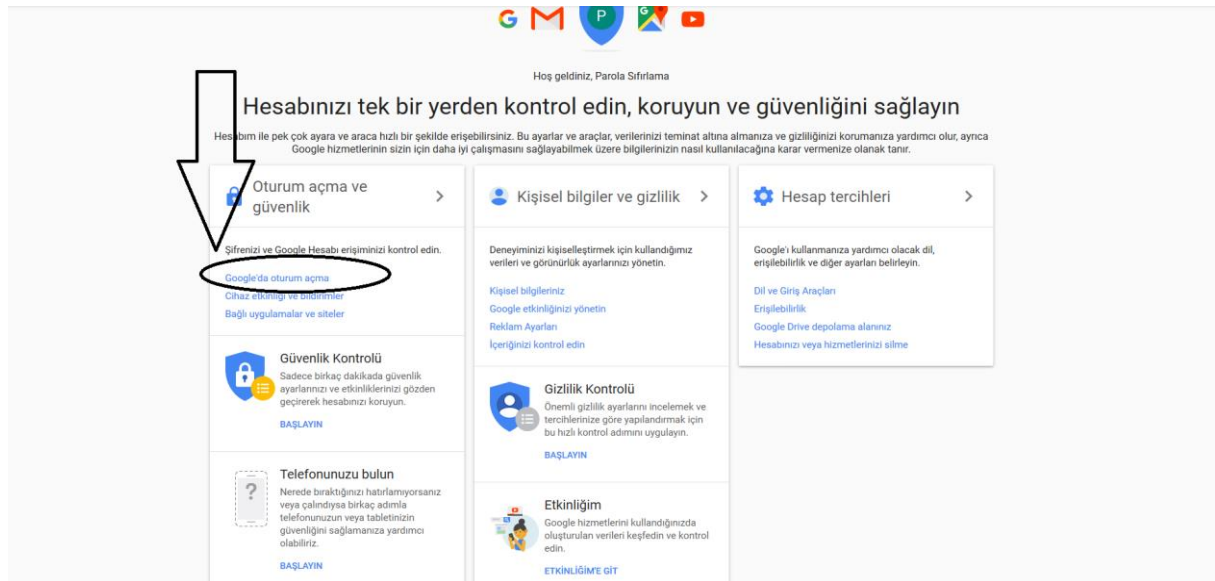 G
P
G
Hoş geldiniz, Parola Sıfırlama
Hesabınızı tek bir yerden kontrol edin, koruyun ve güvenliğini sağlayın
Hesabım ile pek çok ayara ve araca hızlı bir şekilde erişebilirsiniz. Bu ayarlar ve araçlar, verilerinizi teminat altına almanıza ve gizliliğinizi korumanıza yardımcı olur, ayrıca
Google hizmetlerinin sizin için daha iyi çalışmasını sağlayabilmek üzere bilgilerinizin nasıl kullanılacağına karar vermenize olanak tanır.
Oturum açma ve
güvenlik
Şifrenizi ve Google Hesabı erişiminizi kontrol edin.
Google'da oturum açma
Cihaz etkinliği ve bildirimler
Bağlı uygulamalar ve siteler
Güvenlik Kontrolü
Sadece birkaç dakikada güvenlik
ayarlarınızı ve etkinliklerinizi gözden
geçirerek hesabınızı koruyun.
BAŞLAYIN
Telefonunuzu bulun
?
Nerede bıraktığınızı hatırlamıyorsanız
veya çalındıysa birkaç adımla
telefonunuzun veya tabletinizin
güvenliğini sağlamanıza yardımcı
olabiliriz.
BAŞLAYIN
Kişisel bilgiler ve gizlilik
Deneyiminizi kişiselleştirmek için kullandığımız
verileri ve görünürlük ayarlarınızı yönetin.
Kişisel bilgileriniz
Google etkinliğinizi yönetin
Reklam Ayarları
İçeriğinizi kontrol edin
Gizlilik Kontrolü
Önemli gizlilik ayarlarını incelemek ve
tercihlerinize göre yapılandırmak için
bu hızlı kontrol adımını uygulayın.
BAŞLAYIN
Etkinliğim
Google hizmetlerini kullandığınızda
oluşturulan verileri keşfedin ve kontrol
edin.
ETKİNLİĞİM'E GİT
Hesap tercihleri
Google'ı kullanmanıza yardımcı olacak dil,
erişilebilirlik ve diğer ayarları belirleyin.
Dil ve Giriş Araçları
Erişilebilirlik
Google Drive depolama alanınız
Hesabınızı veya hizmetlerinizi silme